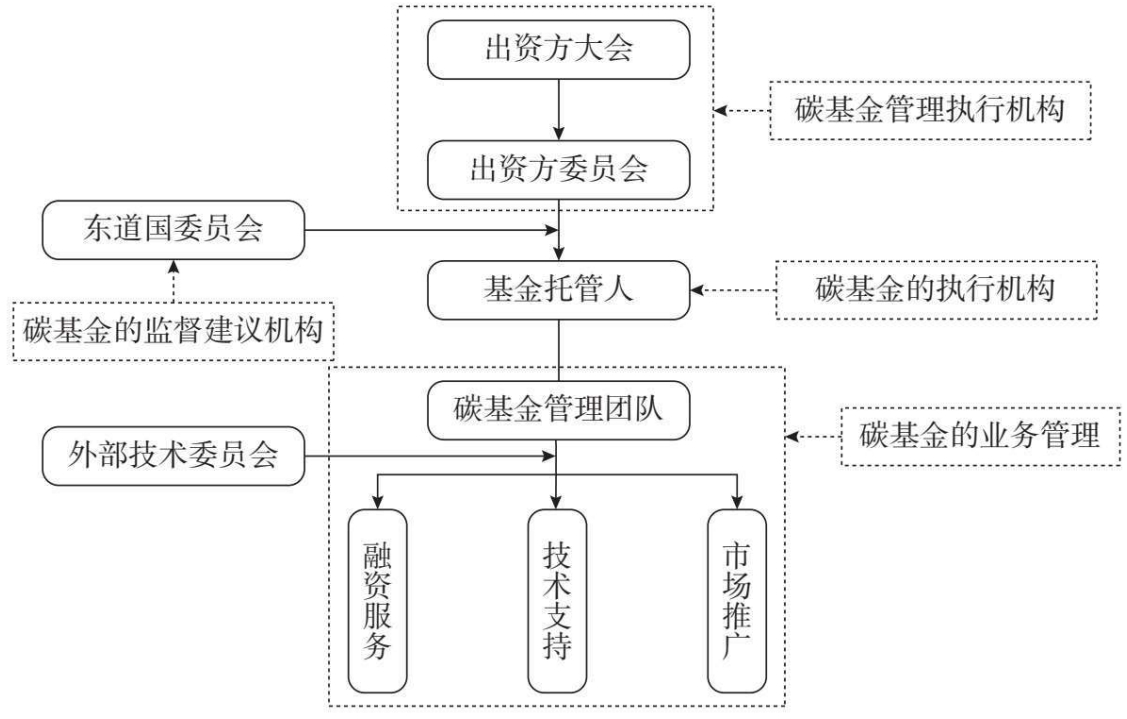 出资方大会
碳基金管理执行机构
出资方委员会
东道国委员会
基金托管人
碳基金的执行机构
碳基金的监督建议机构
碳基金管理团队
碳基金的业务管理
外部技术委员会
融资服务
技术支持
市场推广